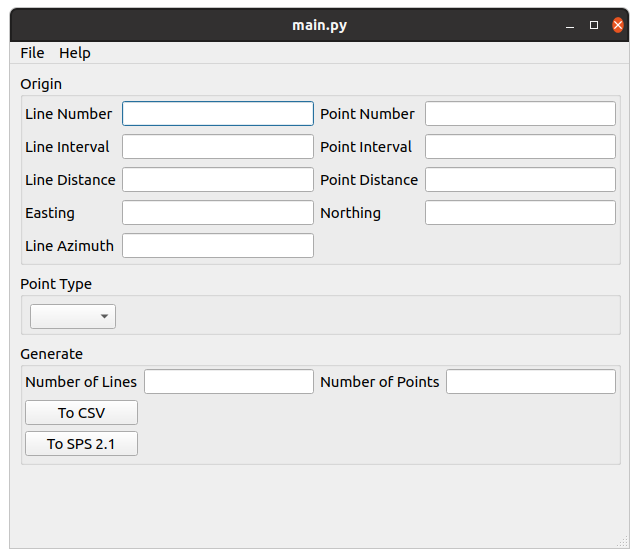 main.py
File Help
Origin
Line Number Point Number
Line Interval Point Interval
Line Distance Point Distance
Easting Northing
Line Azimuth
Point Type
Generate
Number of Lines Number of Points
To CSV
To SPS 2.1